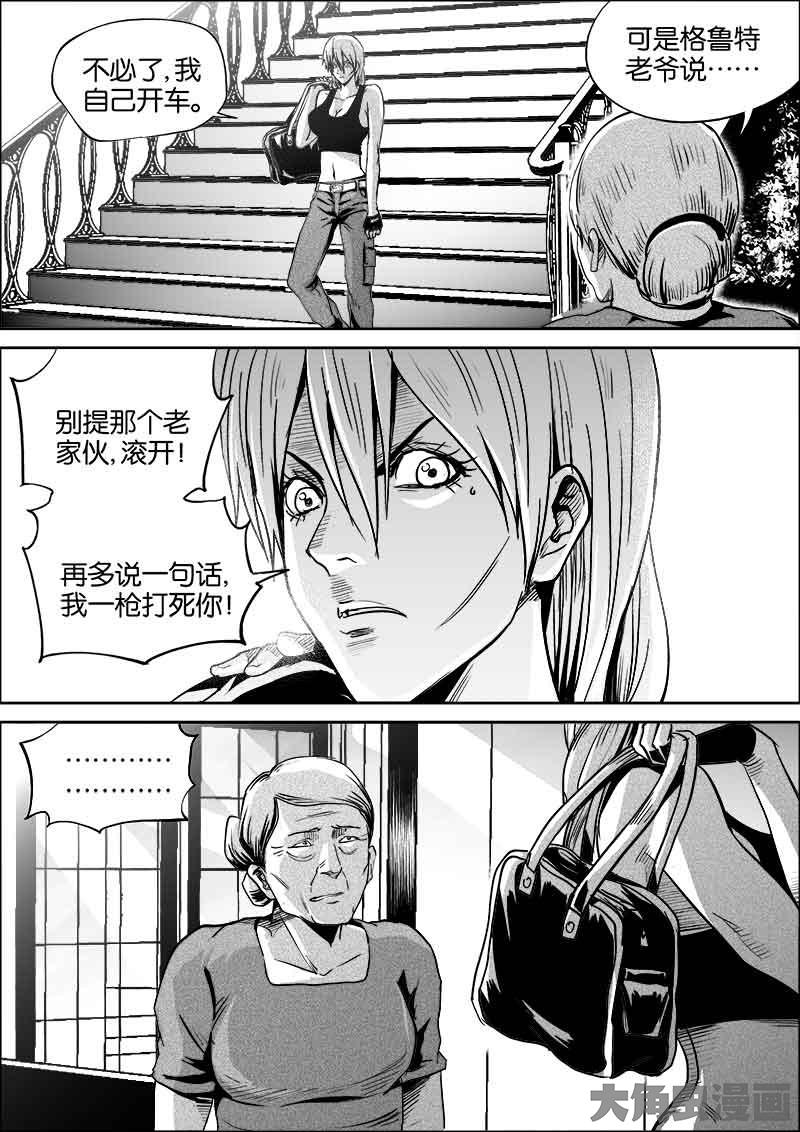 不必了,我
自己开车。
可是格鲁特
老爷说……
别提那个老
家伙,滚开!
再多说一句话,
我一枪打死你!
…………
…………
大角虫漫画